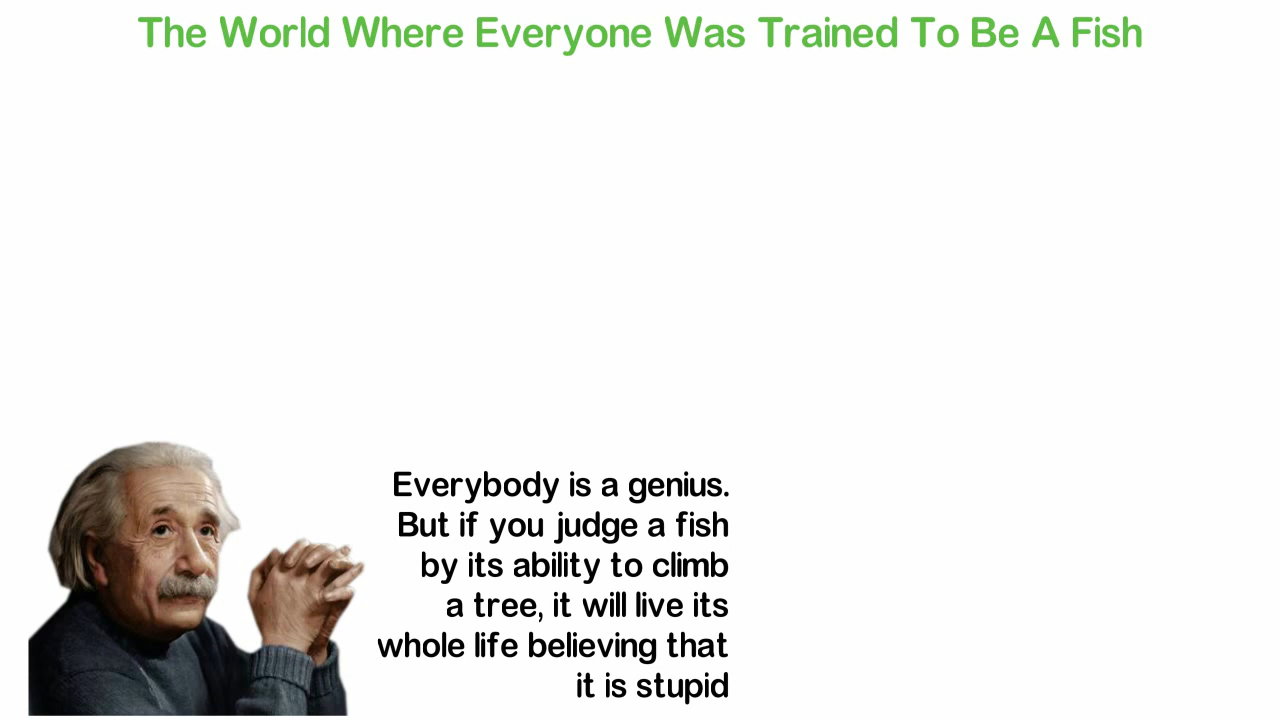 The World Where Everyone Was Trained To Be A Fish
Everybody is a genius.
But if you judge a fish
by its ability to climb
a tree, it will live its
whole life believing that
it is stupid